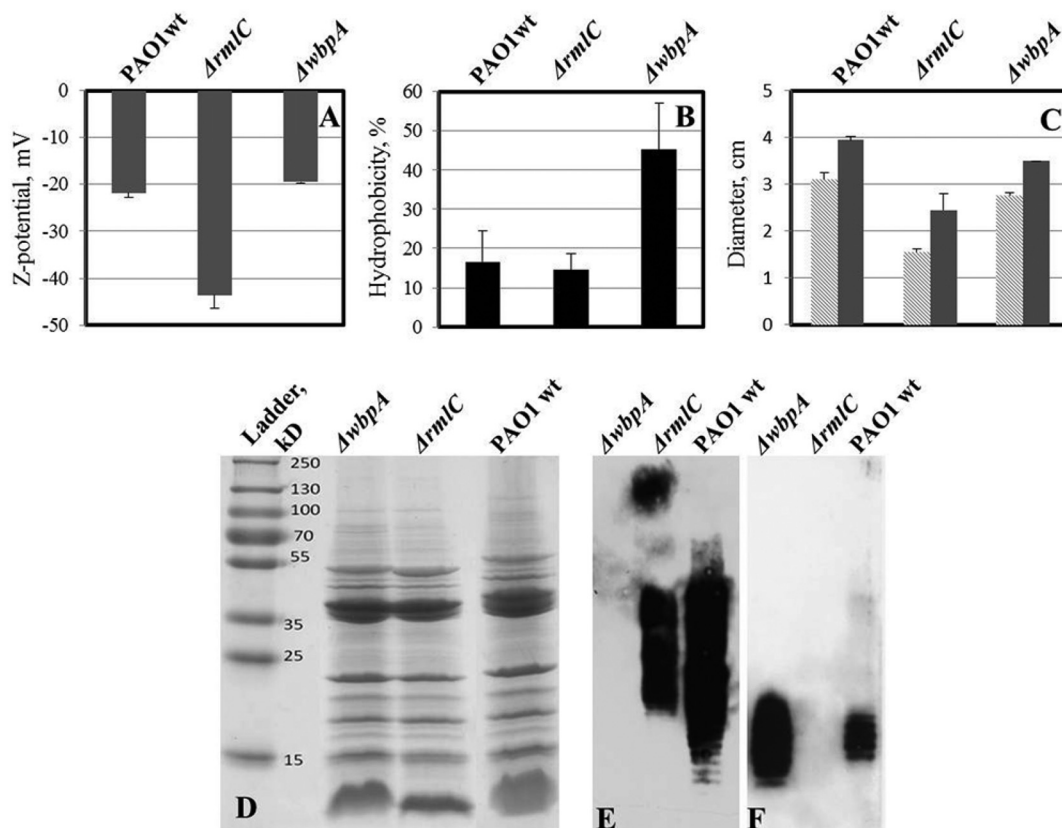 PAO1wt ΔrmlC ΔwbpA
0
-10
-20
-30
-40
-50
Z-potential, mV
A
PAO1wt ΔrmlC ΔwbpA
60
50
40
30
20
10
0
Hydrophobicity, %
B
PAO1wt ΔrmlC ΔwbpA
5
4
3
2
1
0
Diameter, cm
C
Ladder, kD
ΔwbpA ΔrmlC PAO1 wt
250
130
100
70
55
35
25
15
D
ΔwbpA ΔrmlC PAO1 wt
E
ΔwbpA ΔrmlC PAO1 wt
F